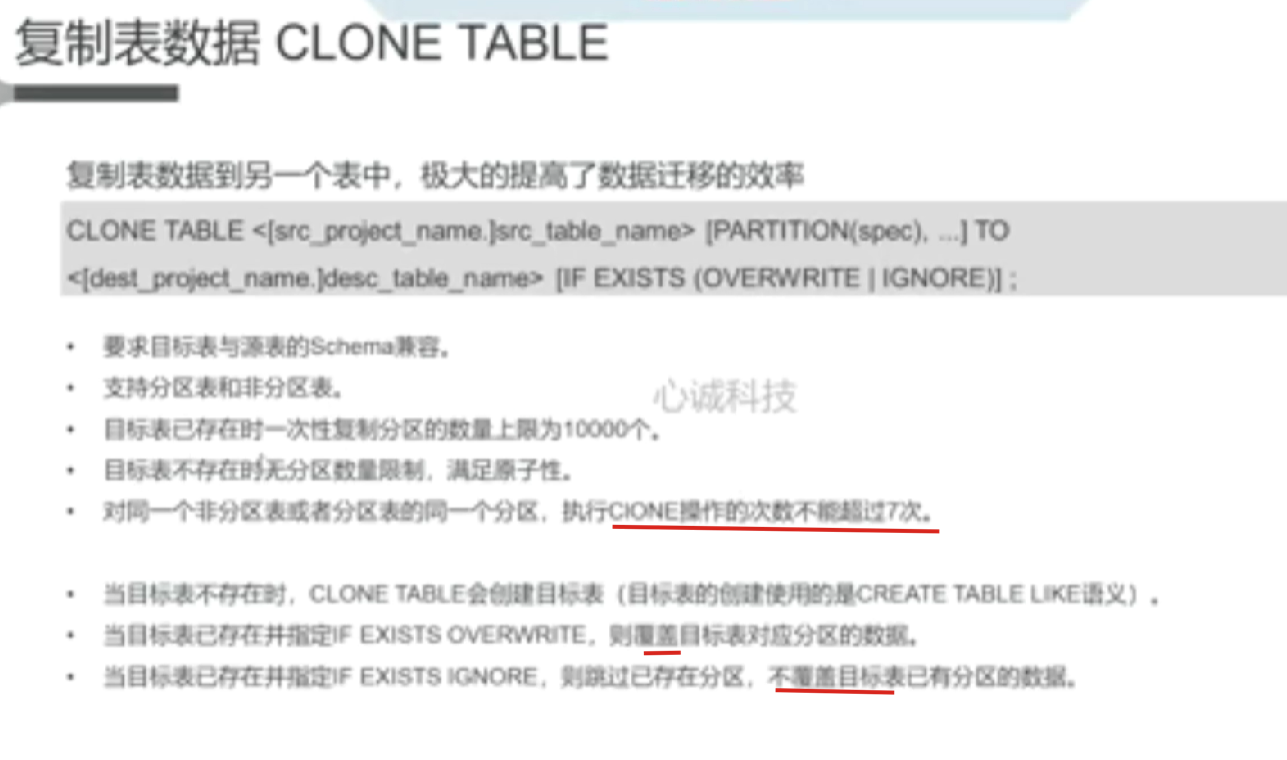 复制表数据 CLONE TABLE
复制表数据到另一个表中，极大的提高了数据迁移的效率
CLONE TABLE <[src_project_name.]src_table_name> [PARTITION(spec), ...] TO
<[dest_project_name.]desc_table_name> [IF EXISTS (OVERWRITE | IGNORE)] ;
• 要求目标表与源表的Schema兼容。
• 支持分区表和非分区表。
心诚科技
• 目标表已存在时一次性复制分区的数量上限为10000个。
• 目标表不存在时无分区数量限制，满足原子性。
• 对同一个非分区表或者分区表的同一个分区，执行ClONE操作的次数不能超过7次。
• 当目标表不存在时，CLONE TABLE会创建目标表（目标表的创建使用的是CREATE TABLE LIKE语义）。
• 当目标表已存在并指定IF EXISTS OVERWRITE，则覆盖目标表对应分区的数据。
• 当目标表已存在并指定IF EXISTS IGNORE，则跳过已存在分区，不覆盖目标表已有分区的数据。